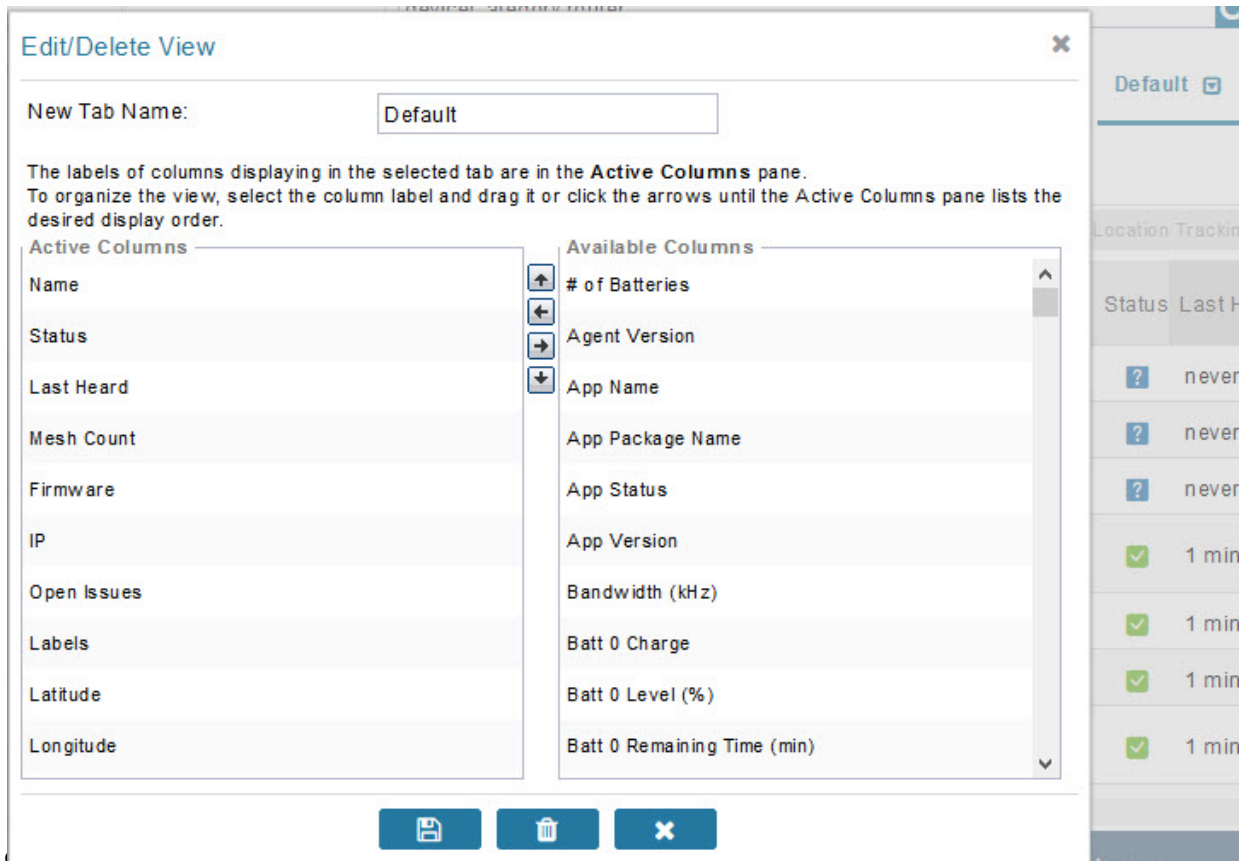 Edit/Delete View
New Tab Name:
Default
The labels of columns displaying in the selected tab are in the Active Columns pane.
To organize the view, select the column label and drag it or click the arrows until the Active Columns pane lists the
desired display order.
Active Columns
Name
Status
Last Heard
Mesh Count
Firmware
IP
Open Issues
Labels
Latitude
Longitude
Available Columns
# of Batteries
Agent Version
App Name
App Package Name
App Status
App Version
Bandwidth (kHz)
Batt 0 Charge
Batt 0 Level (%)
Batt 0 Remaining Time (min)
Default
Location Trackin
Status Last H
? never
? never
? never
1 min
1 min
1 min
1 min